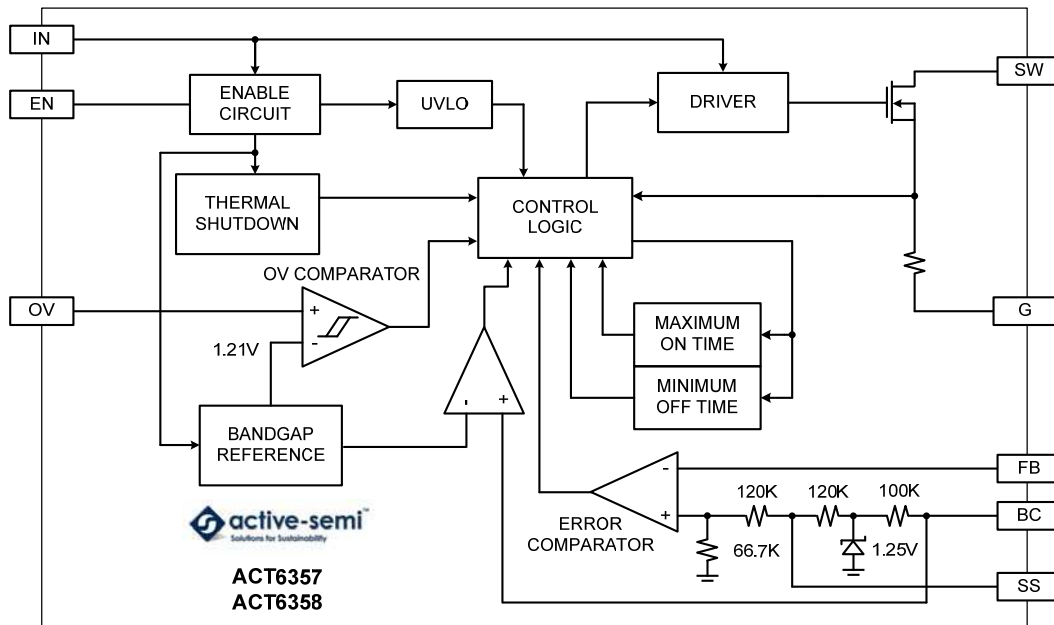 IN
SW
EN
ENABLE
CIRCUIT
UVLO
DRIVER
THERMAL
SHUTDOWN
CONTROL
LOGIC
OV COMPARATOR
OV
+
-
1.21V
G
MAXIMUM
ON TIME
MINIMUM
OFF TIME
-
+
BANDGAP
REFERENCE
FB
-
+
120K
120K
100K
BC
ERROR
COMPARATOR
66.7K
1.25V
SS
active-semi™
Solutions for Sustainability
ACT6357
ACT6358